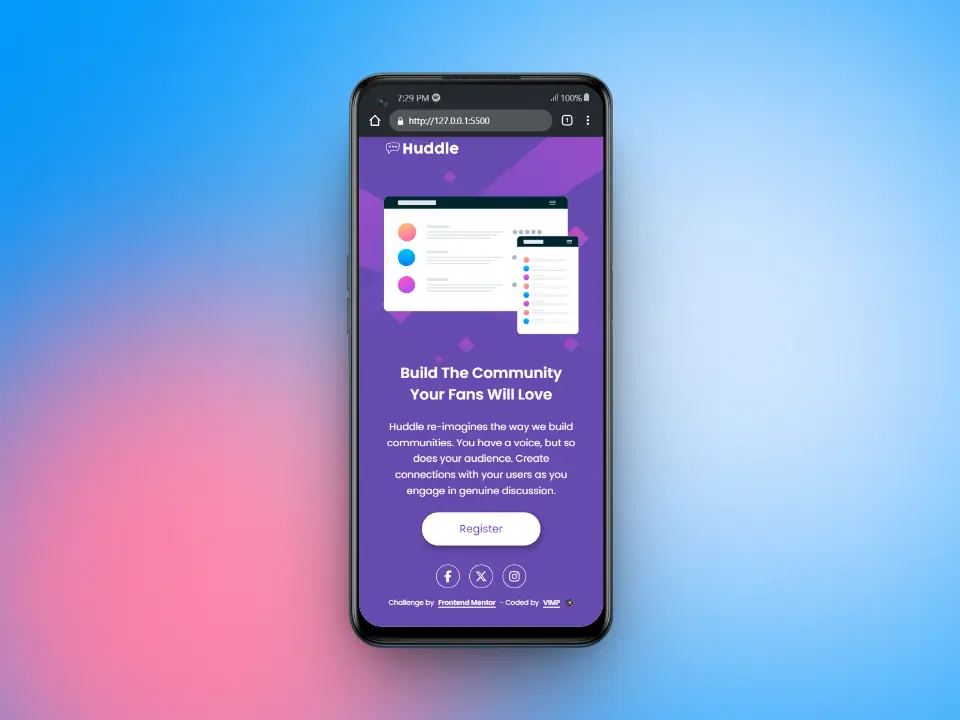 7:29 PM 100%
http://127.0.0.1:5500 1
Huddle
Build The Community
Your Fans Will Love
Huddle re-imagines the way we build
communities. You have a voice, but so
does your audience. Create
connections with your users as you
engage in genuine discussion.
Register
Challenge by Frontend Mentor - Coded by VIMP